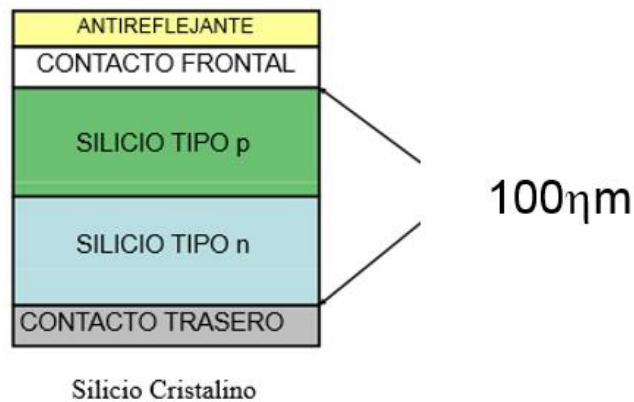 ANTIREFLEJANTE
CONTACTO FRONTAL
SILICIO TIPO p
100ηm
SILICIO TIPO n
CONTACTO TRASERO
Silicio Cristalino